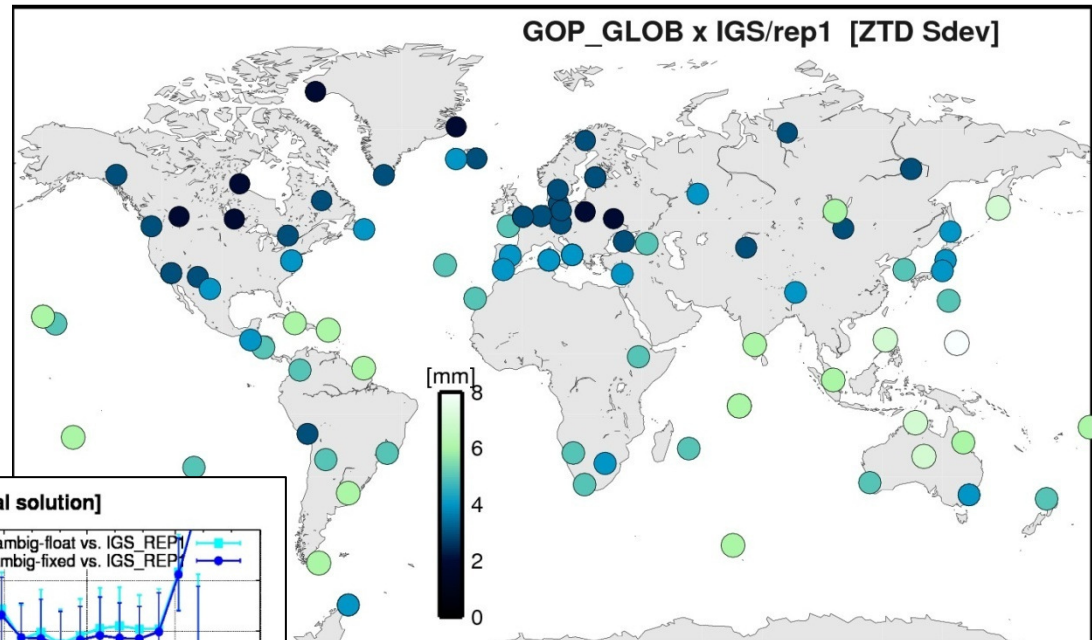 GOP_GLOB x IGS/rep1 [ZTD Sdev]
[mm]
8
6
4
2
0
al solution]
ambig-float vs. IGS_REP1
mbig-fixed vs. IGS_REP